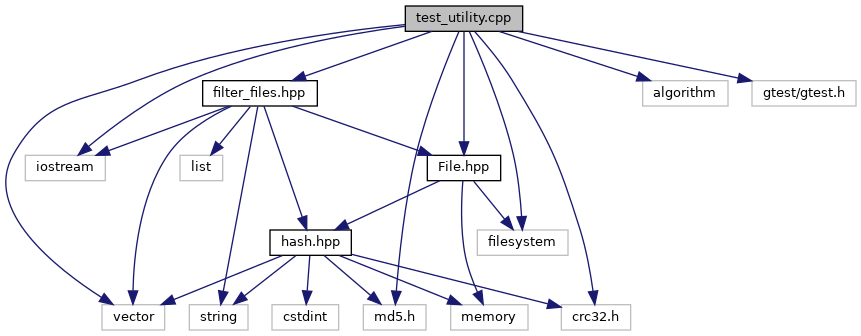 test_utility.cpp
filter_files.hpp
algorithm
gtest/gtest.h
iostream
list
File.hpp
hash.hpp
filesystem
vector
string
cstdint
md5.h
memory
crc32.h